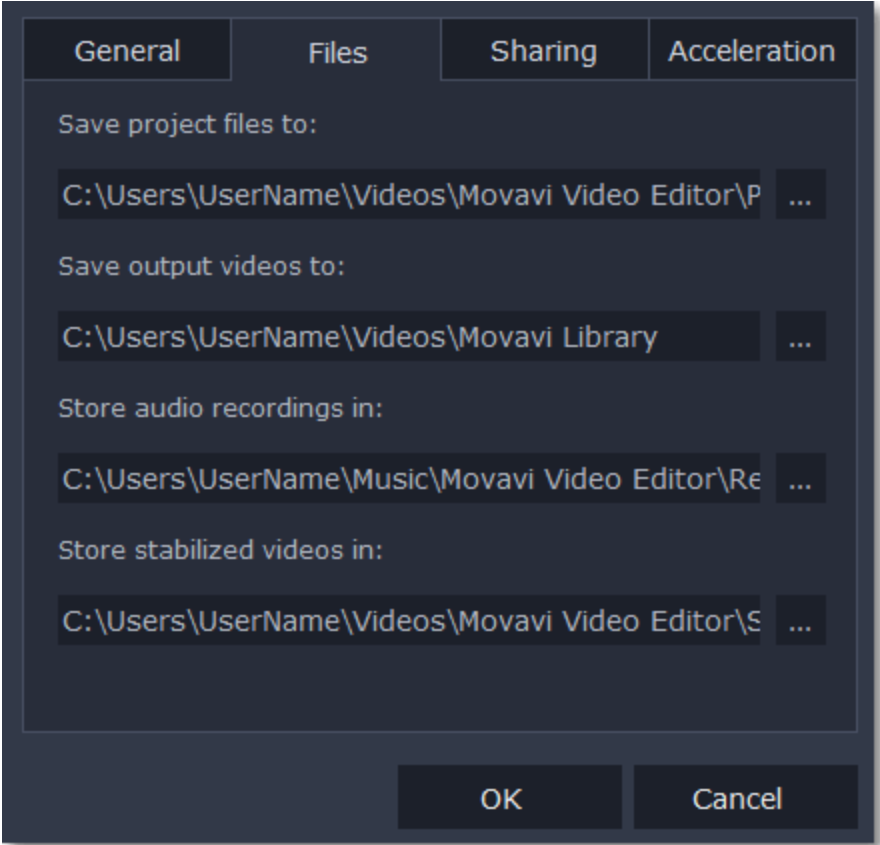 General
Files
Sharing
Acceleration
Save project files to:
C:\Users\UserName\Videos\Movavi Video Editor\P
...
Save output videos to:
C:\Users\UserName\Videos\Movavi Library
...
Store audio recordings in:
C:\Users\UserName\Music\Movavi Video Editor\Re
...
Store stabilized videos in:
C:\Users\UserName\Videos\Movavi Video Editor\S
...
OK
Cancel